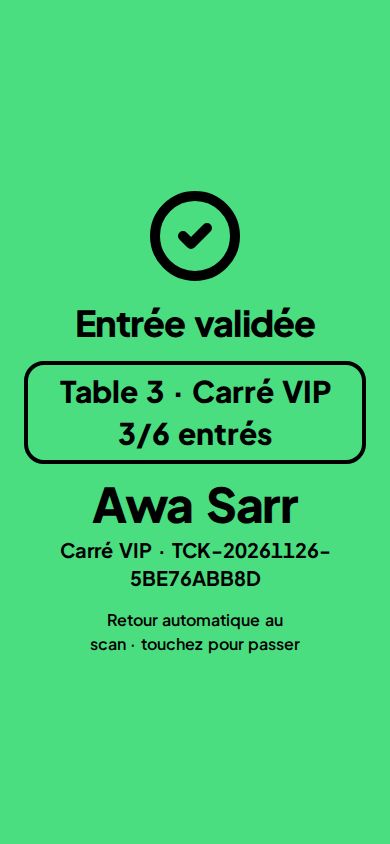 Entrée validée
Table 3 · Carré VIP
3/6 entrés
Awa Sarr
Carré VIP · TCK-20261126-
5BE76ABB8D
Retour automatique au
scan · touchez pour passer